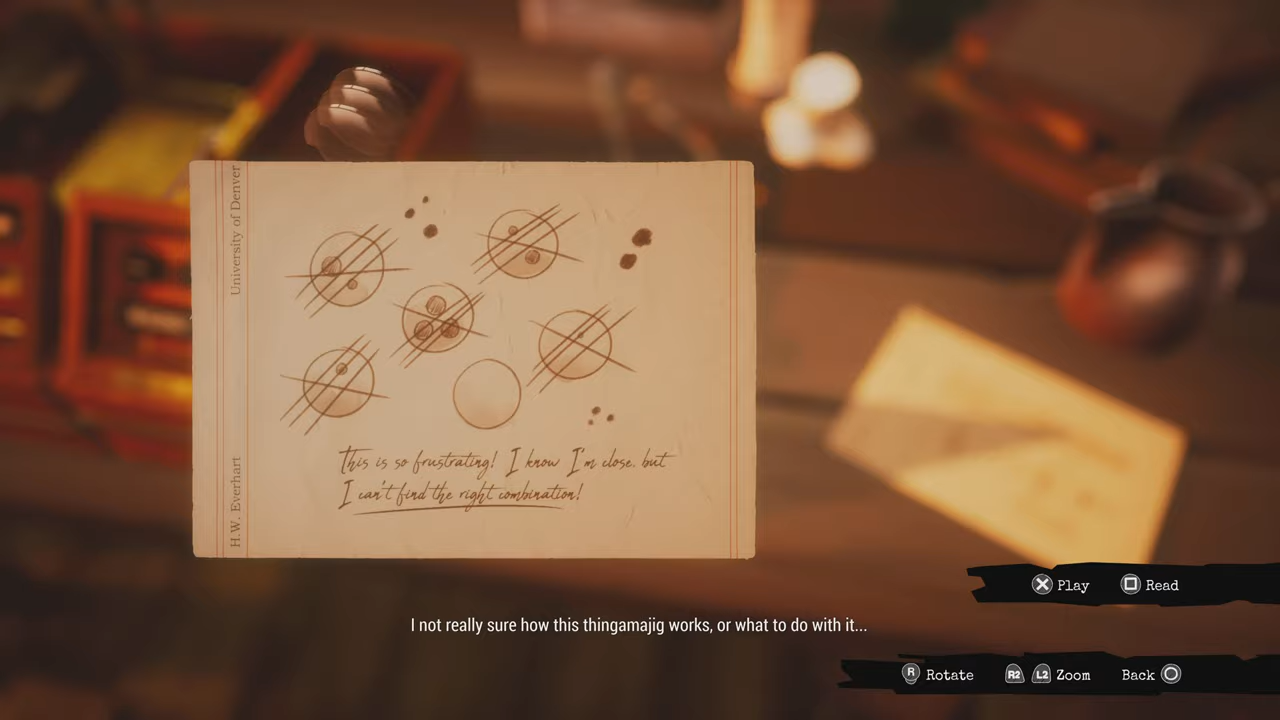 University of Denver
H.W. Everhart
This is so frustrating! I know I'm close. but
I can't find the right combination!
Play
Read
I not really sure how this thingamajig works, or what to do with it...
R Rotate
R2 L2 Zoom
Back